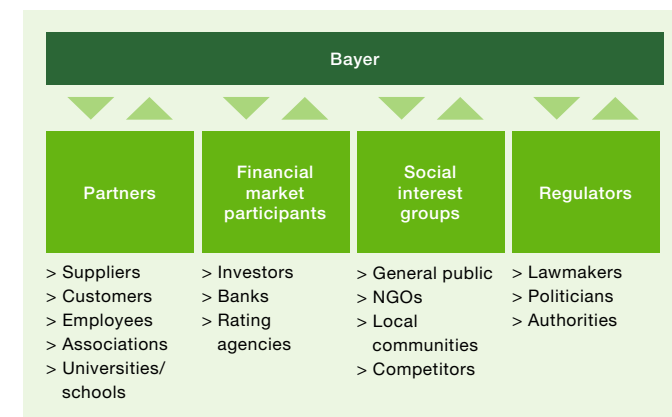 Bayer
Partners
Financial
market
participants
Social
interest
groups
Regulators
> Suppliers
> Customers
> Employees
> Associations
> Universities/
schools
> Investors
> Banks
> Rating
agencies
> General public
> NGOs
> Local
communities
> Competitors
> Lawmakers
> Politicians
> Authorities